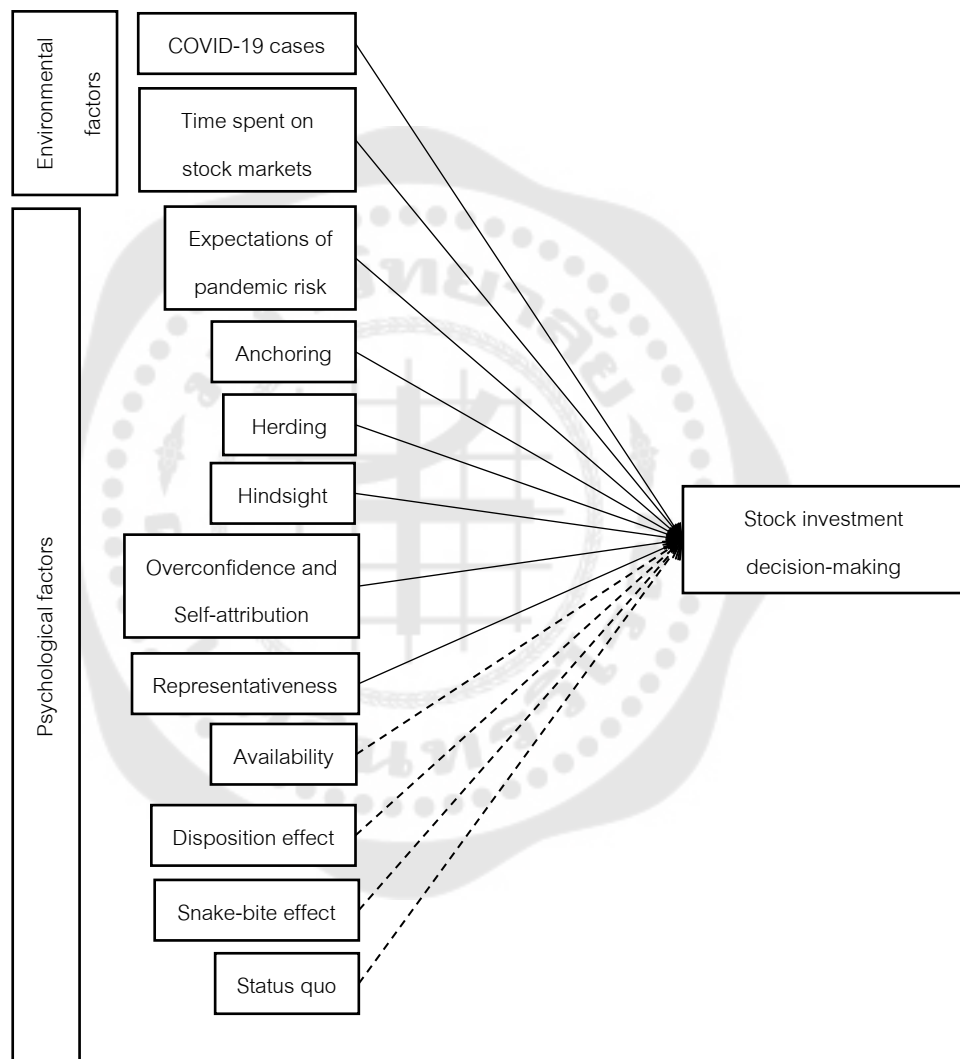 Environmental
factors
COVID-19 cases
Time spent on
stock markets
Psychological factors
Expectations of
pandemic risk
Anchoring
Herding
Hindsight
Overconfidence and
Self-attribution
Representativeness
Availability
Disposition effect
Snake-bite effect
Status quo
Stock investment
decision-making